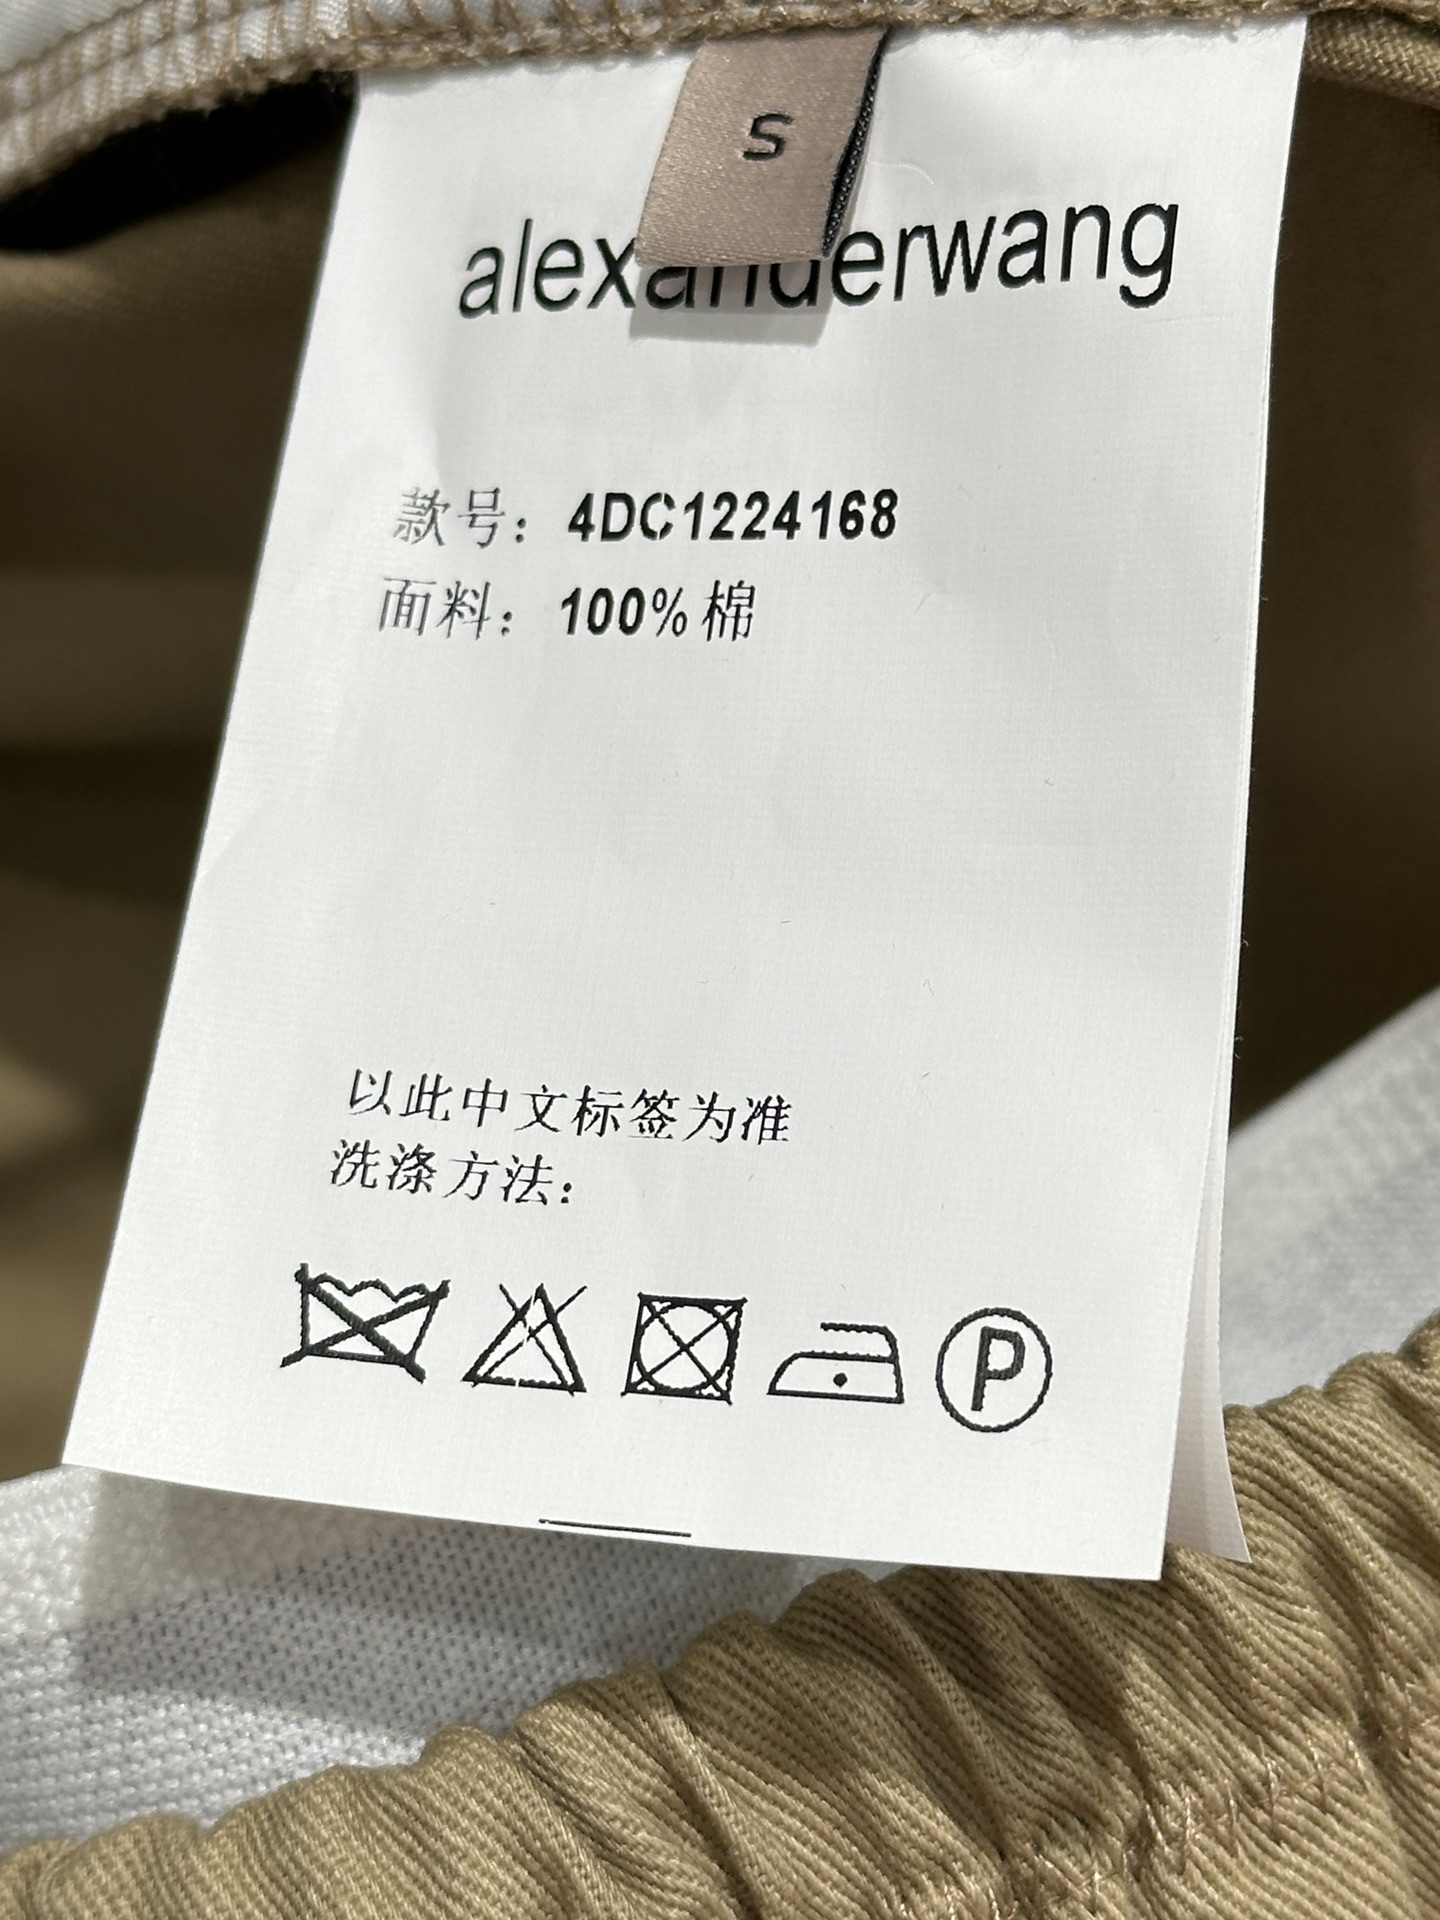 S
alexanderwang
款号：4DC1224168
面料：100%棉
以此中文标签为准
洗涤方法：
P